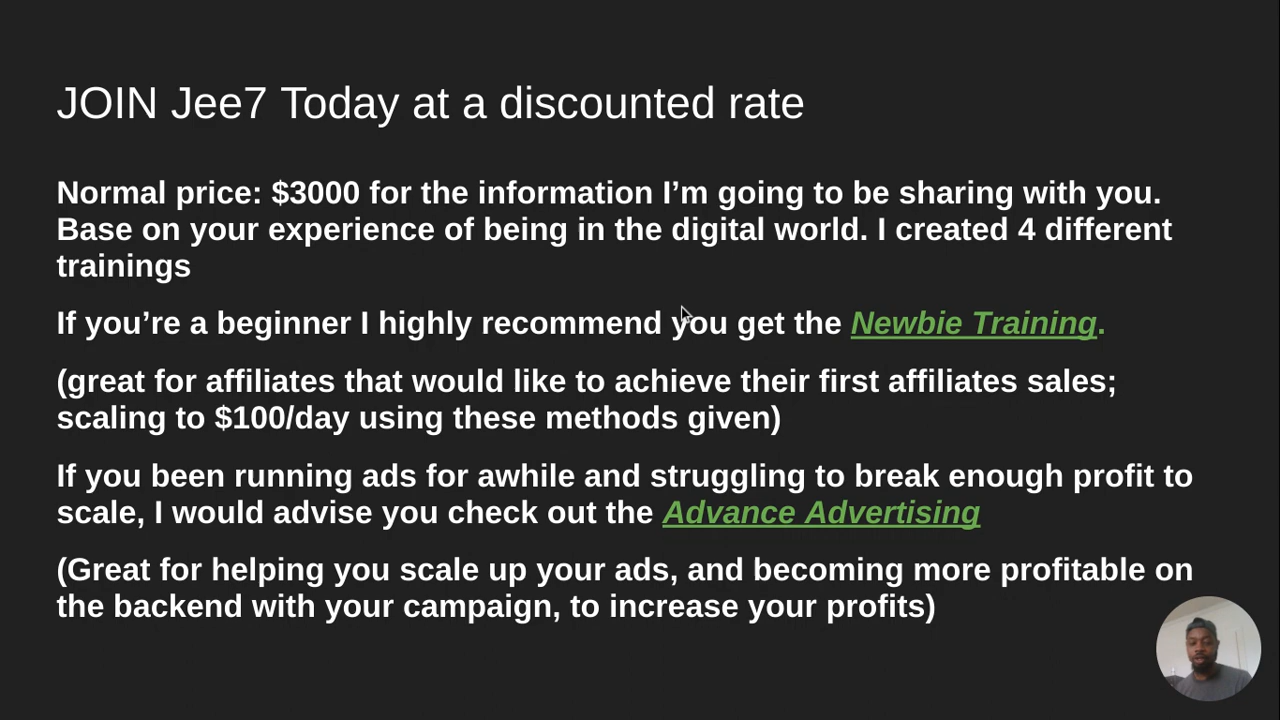 JOIN Jee7 Today at a discounted rate
Normal price: $3000 for the information I’m going to be sharing with you.
Base on your experience of being in the digital world. I created 4 different
trainings
If you’re a beginner I highly recommend you get the Newbie Training.
(great for affiliates that would like to achieve their first affiliates sales;
scaling to $100/day using these methods given)
If you been running ads for awhile and struggling to break enough profit to
scale, I would advise you check out the Advance Advertising
(Great for helping you scale up your ads, and becoming more profitable on
the backend with your campaign, to increase your profits)